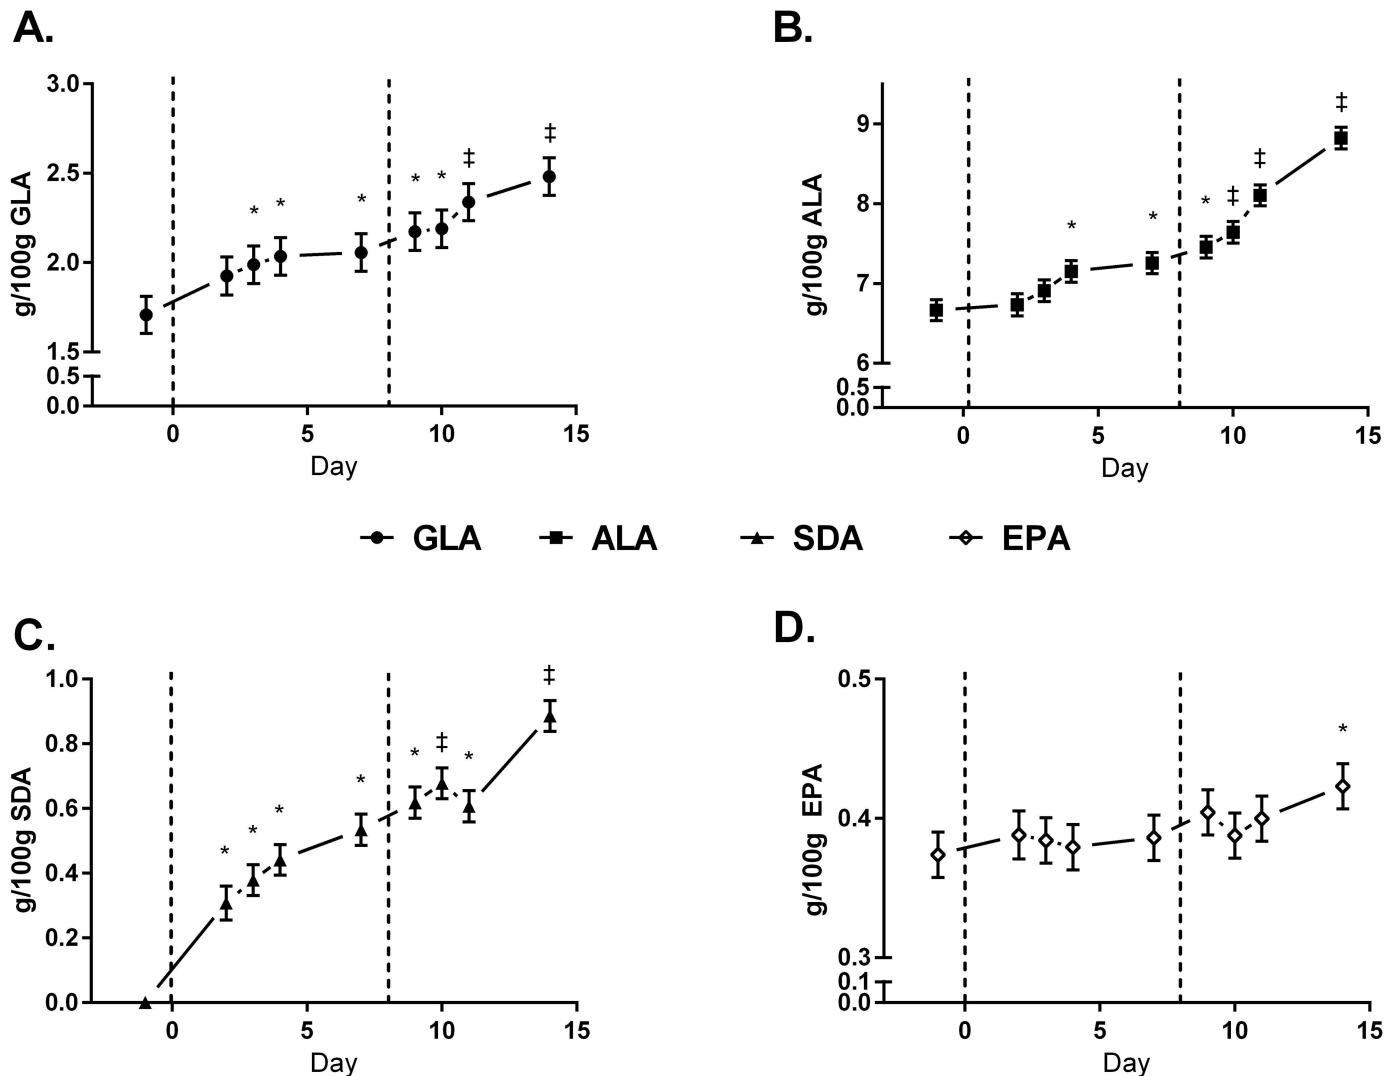 A.
3.0
2.5
2.0
1.5
0.5
0.0
g/100g GLA
* * * * * ‡ ‡
0 5 10 15
Day
B.
9
8
7
6
0.5
0.0
g/100g ALA
* * * ‡ ‡ ‡
0 5 10 15
Day
GLA ALA SDA EPA
C.
1.0
0.8
0.6
0.4
0.2
0.0
g/100g SDA
* * * * * ‡ * ‡
0 5 10 15
Day
D.
0.5
0.4
0.3
0.1
0.0
g/100g EPA
*
0 5 10 15
Day